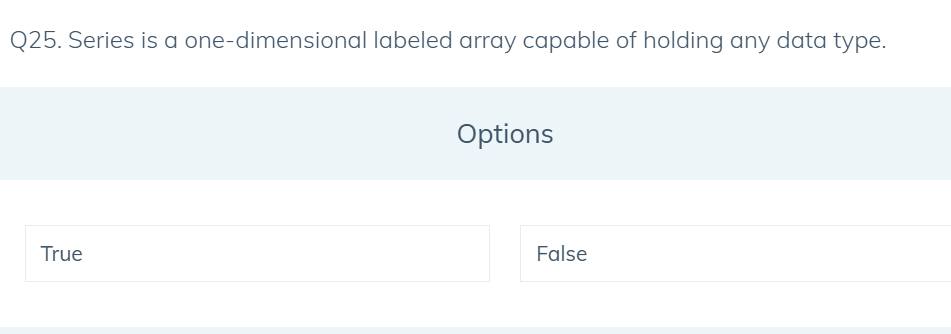 Q25. Series is a one-dimensional labeled array capable of holding any data type.
Options
True
False